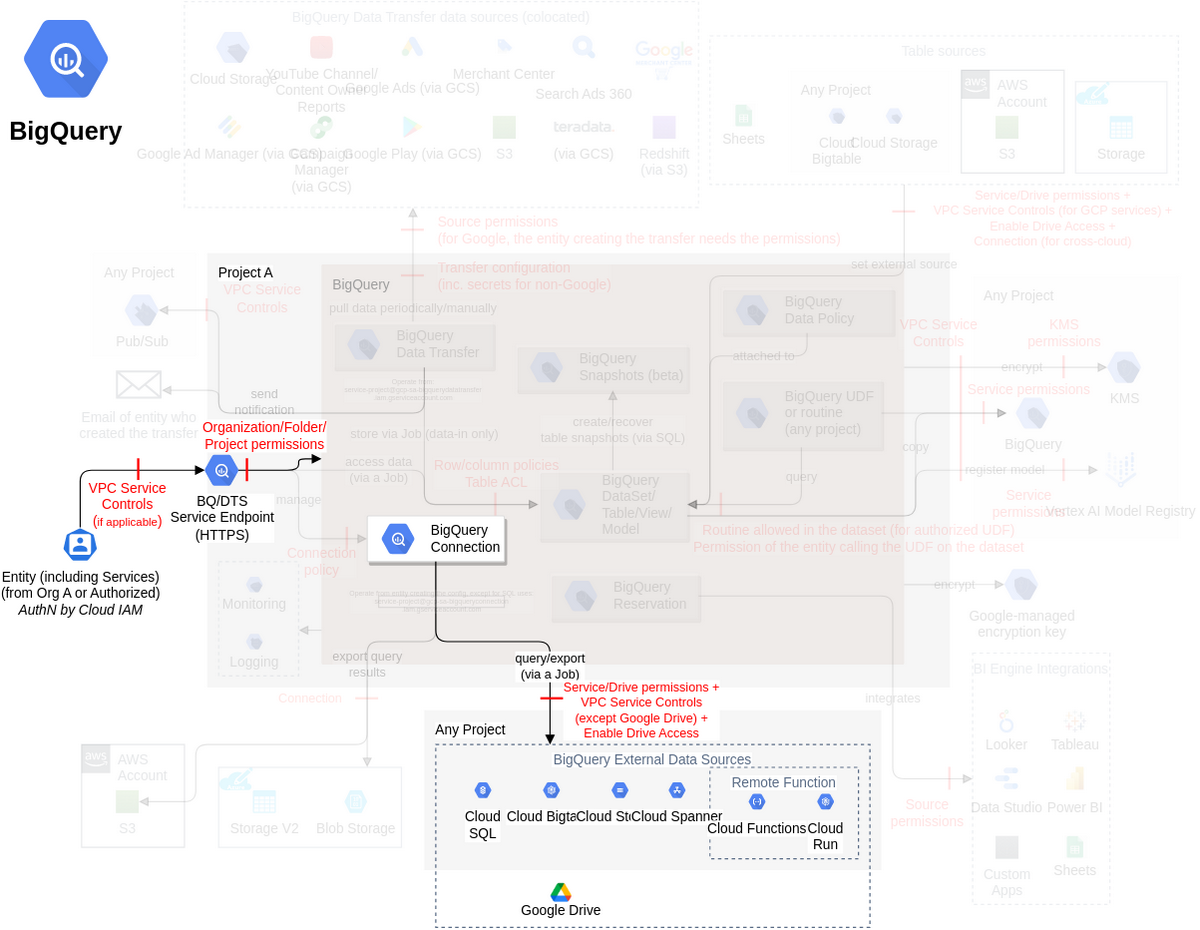 BigQuery
BigQuery Data Transfer data sources (colocated)
Cloud Storage
YouTube Channel/
Content Owner
Reports
Google Ads (via GCS)
Merchant Center
Search Ads 360
Google
Google Ad Manager (via GCS)
Campaign
Manager
(via GCS)
Google Play (via GCS)
S3
teradata.
(via GCS)
Redshift
(via S3)
Table sources
Sheets
Any Project
Cloud
Bigtable
Cloud Storage
aws
AWS
Account
S3
Storage
Source permissions
(for Google, the entity creating the transfer needs the permissions)
Service/Drive permissions +
VPC Service Controls (for GCP services) +
Enable Drive Access +
Connection (for cross-cloud)
Transfer configuration
(inc. secrets for non-Google)
set external source
Any Project
Pub/Sub
Project A
VPC Service
Controls
BigQuery
pull data periodically/manually
BigQuery
Data Transfer
BigQuery
Snapshots (beta)
BigQuery
Data Policy
attached to
BigQuery UDF
or routine
(any project)
Any Project
VPC Service
Controls
KMS
permissions
encrypt
KMS
Service permissions
BigQuery
copy
register model
Service
permissions
Vertex AI Model Registry
Email of entity who
created the transfer
send
notification
store via Job (data-in only)
create/recover
table snapshots (via SQL)
Organization/Folder/
Project permissions
access data
(via a Job)
Row/column policies
Table ACL
BigQuery
DataSet/
Table/View/
Model
query
VPC Service
Controls
(if applicable)
BQ/DTS
Service Endpoint
(HTTPS)
manage
Connection
policy
BigQuery
Connection
Routine allowed in the dataset (for authorized UDF)
Permission of the entity calling the UDF on the dataset
Entity (including Services)
(from Org A or Authorized)
AuthN by Cloud IAM
Monitoring
Logging
BigQuery
Reservation
encrypt
Google-managed
encryption key
export query
results
query/export
(via a Job)
Connection
Service/Drive permissions +
VPC Service Controls
(except Google Drive) +
Enable Drive Access
integrates
BI Engine Integrations
Looker
Tableau
Data Studio
Power BI
Custom
Apps
Sheets
Source
permissions
aws
AWS
Account
S3
Storage V2
Blob Storage
Any Project
BigQuery External Data Sources
Cloud
SQL
Cloud Bigta
Cloud Sto
Cloud Spanner
Remote Function
Cloud Functions
Cloud
Run
Google Drive